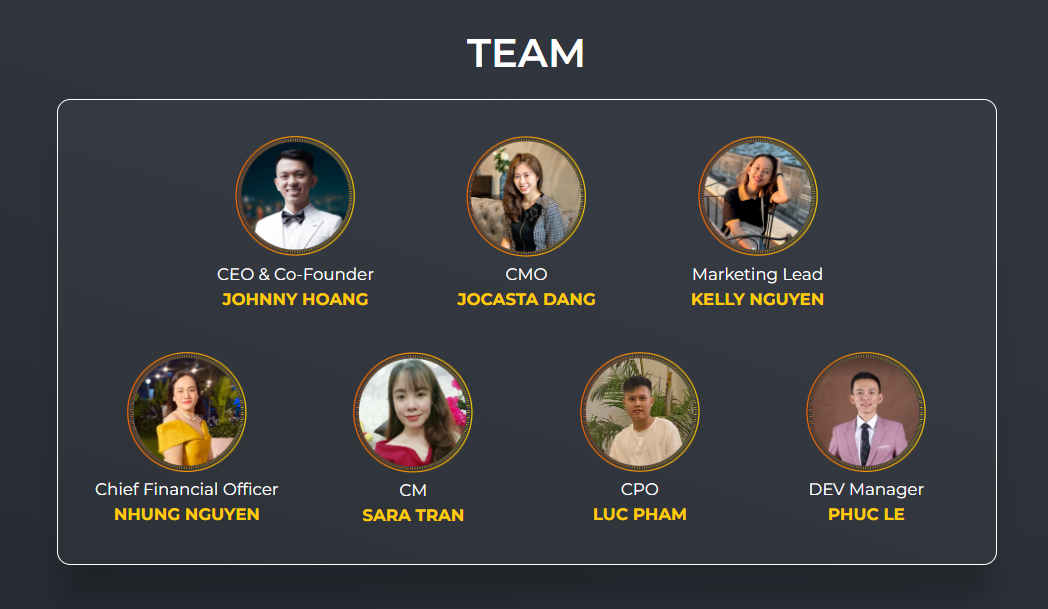 TEAM
CEO & Co-Founder
JOHNNY HOANG
CMO
JOCASTA DANG
Marketing Lead
KELLY NGUYEN
Chief Financial Officer
NHUNG NGUYEN
CM
SARA TRAN
CPO
LUC PHAM
DEV Manager
PHUC LE